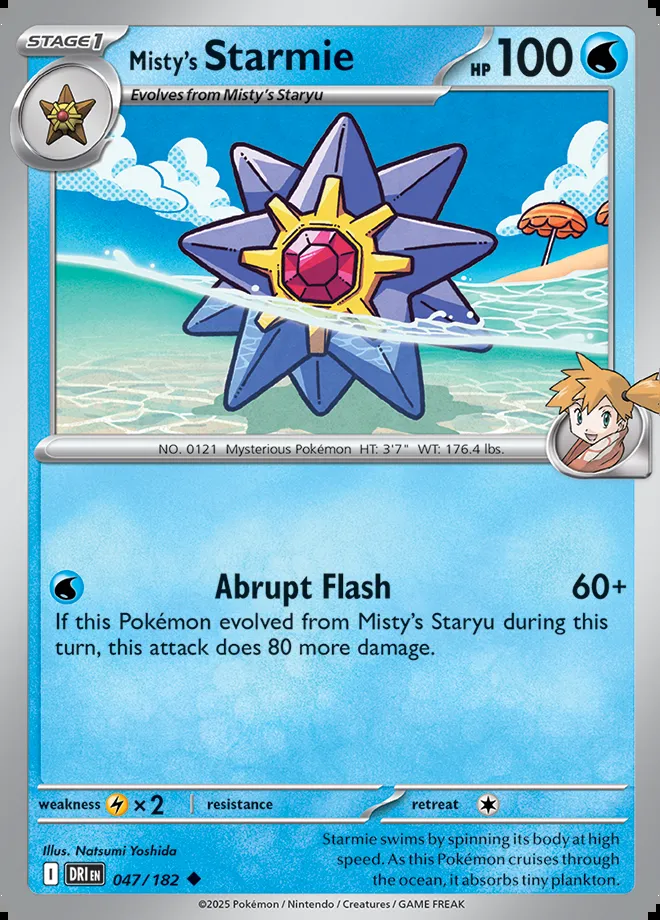 STAGE1
Misty's Starmie
HP 100
Evolves from Misty's Staryu
NO. 0121 Mysterious Pokémon HT: 3'7" WT: 176.4 lbs.
Abrupt Flash 60+
If this Pokémon evolved from Misty's Staryu during this
turn, this attack does 80 more damage.
weakness ×2 resistance retreat
Illus. Natsumi Yoshida
Starmie swims by spinning its body at high
speed. As this Pokémon cruises through
the ocean, it absorbs tiny plankton.
I DRI EN 047/182
©2025 Pokémon / Nintendo / Creatures / GAME FREAK